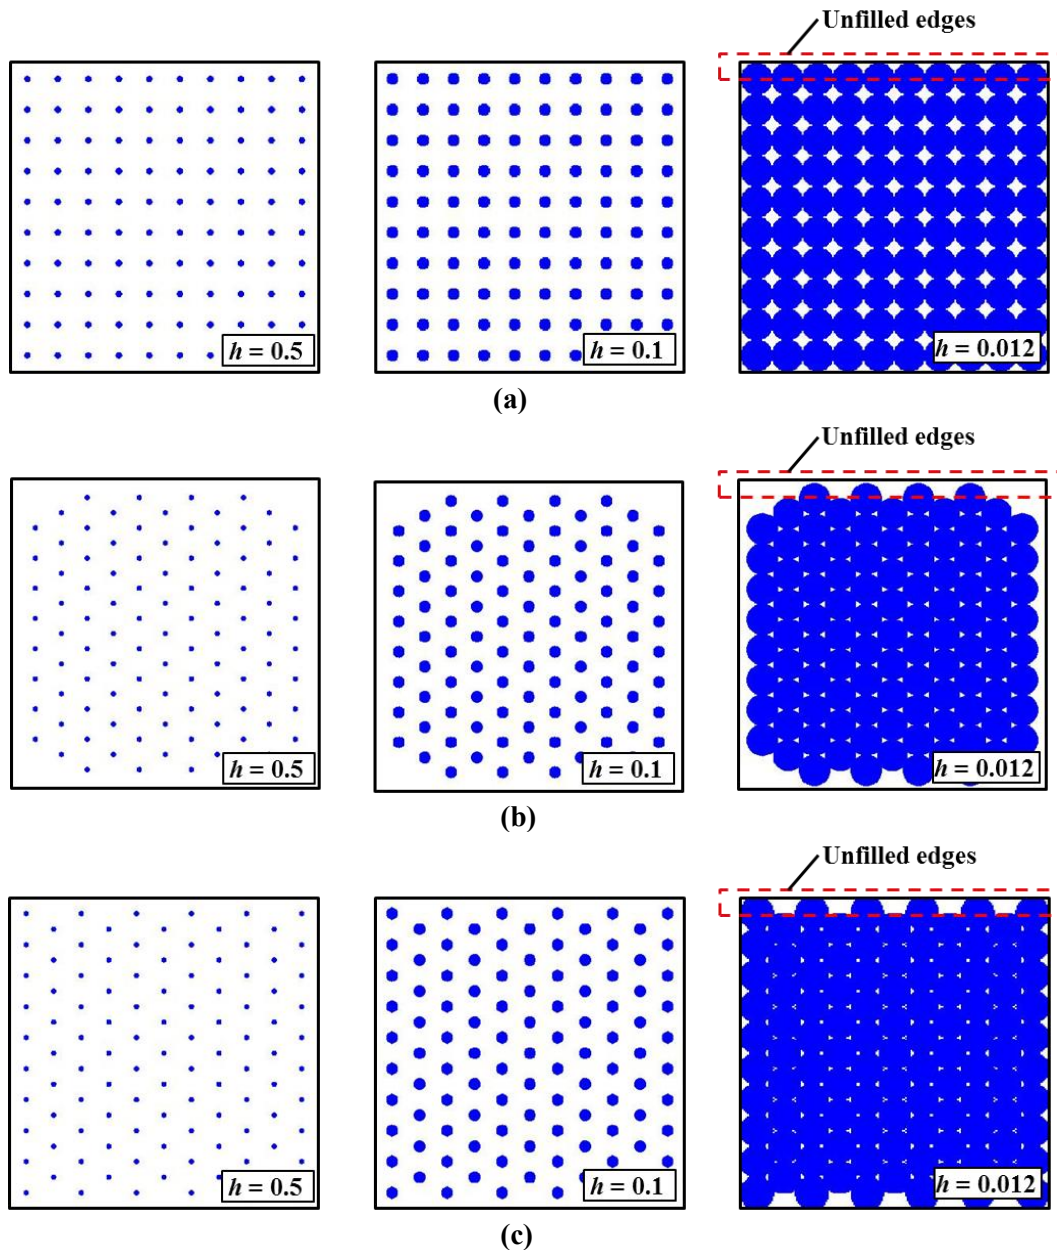 Unfilled edges
h = 0.5
h = 0.1
h = 0.012
(a)
Unfilled edges
h = 0.5
h = 0.1
h = 0.012
(b)
Unfilled edges
h = 0.5
h = 0.1
h = 0.012
(c)